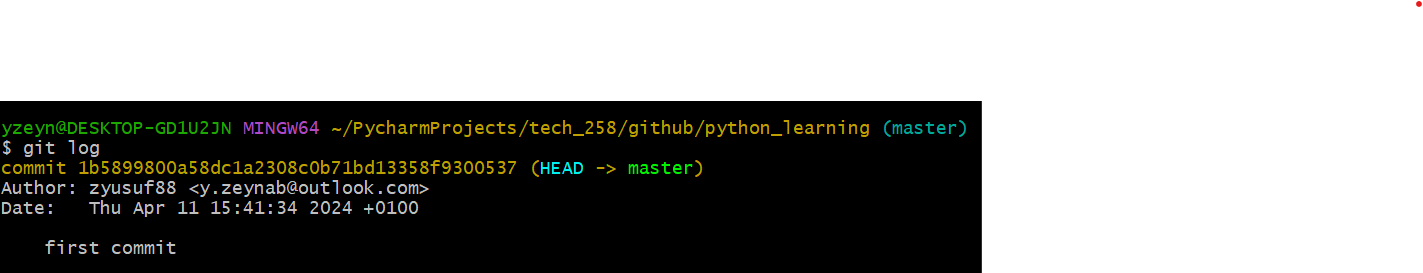 yzeyn@DESKTOP-GD1U2JN MINGW64 ~/PycharmProjects/tech_258/github/python_learning (master)
$ git log
commit 1b5899800a58dc1a2308c0b71bd13358f9300537 (HEAD -> master)
Author: zyusuf88 <y.zeynab@outlook.com>
Date:   Thu Apr 11 15:41:34 2024 +0100
    first commit